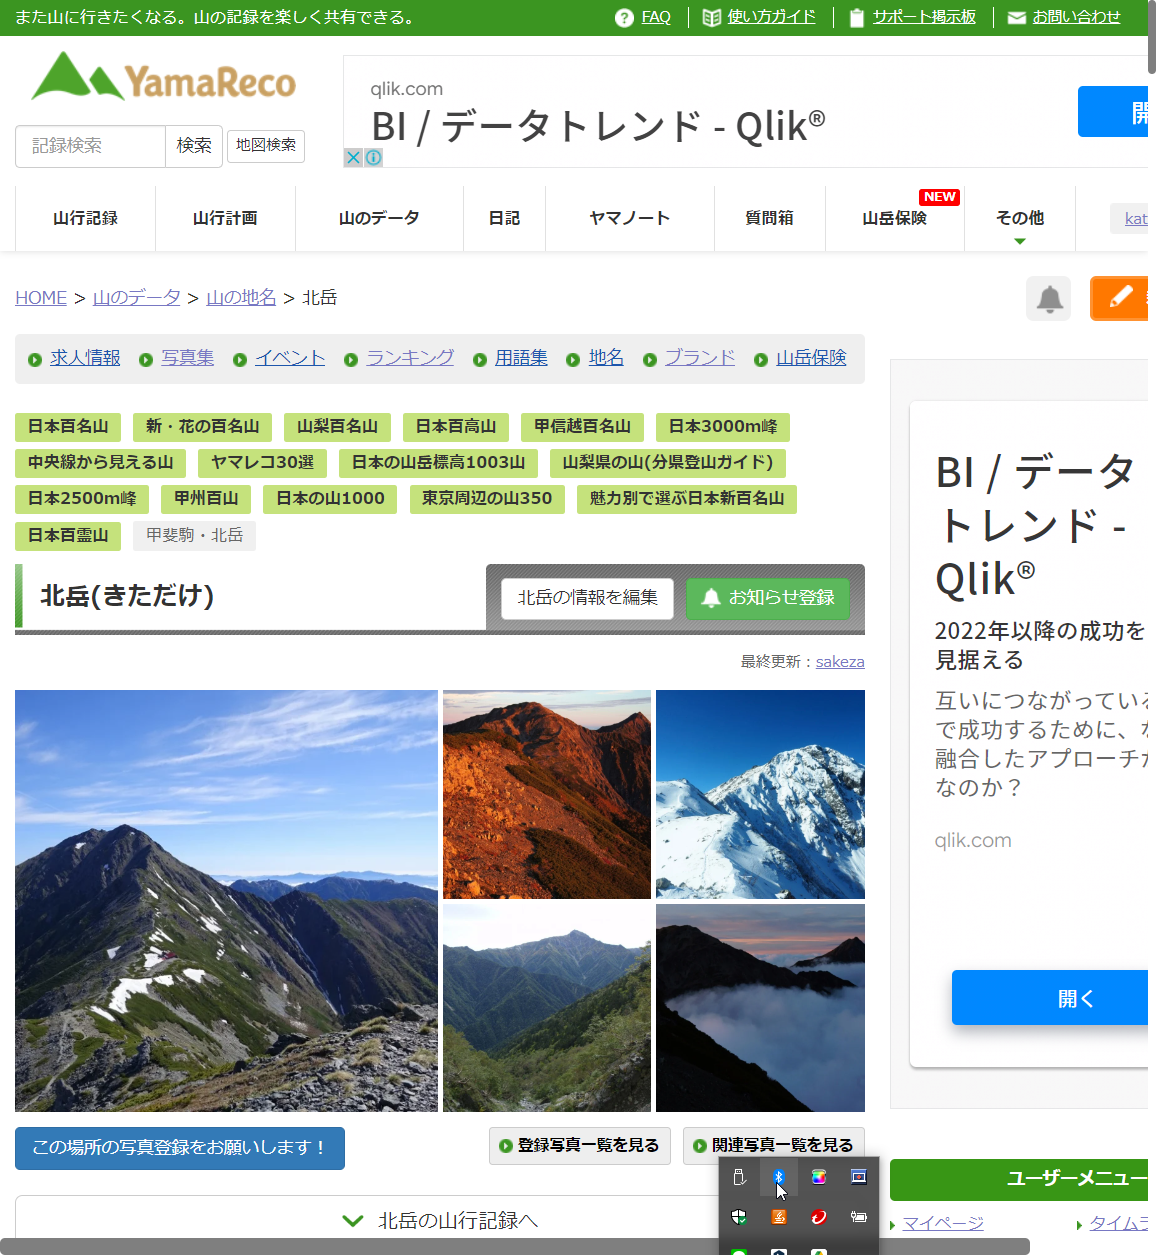 また山に行きたくなる。山の記録を楽しく共有できる。
FAQ
使い方ガイド
サポート掲示板
お問い合わせ
YamaReco
記録検索
検索
地図検索
qlik.com
BI / データトレンド - Qlik®
開
山行記録
山行計画
山のデータ
日記
ヤマノート
質問箱
山岳保険
NEW
その他
kat
HOME > 山のデータ > 山の地名 > 北岳
求人情報
写真集
イベント
ランキング
用語集
地名
ブランド
山岳保険
日本百名山
新・花の百名山
山梨百名山
日本百高山
甲信越百名山
日本3000m峰
中央線から見える山
ヤマレコ30選
日本の山岳標高1003山
山梨県の山(分県登山ガイド)
日本2500m峰
甲州百山
日本の山1000
東京周辺の山350
魅力別で選ぶ日本新百名山
日本百霊山
甲斐駒・北岳
北岳(きただけ)
北岳の情報を編集
お知らせ登録
最終更新：sakeza
この場所の写真登録をお願いします！
登録写真一覧を見る
関連写真一覧を見る
北岳の山行記録へ
BI / データ
トレンド -
Qlik®
2022年以降の成功を
見据える
互いにつながっている
で成功するために、な
融合したアプローチが
なのか？
qlik.com
開く
ユーザーメニュー
マイページ
タイムラ